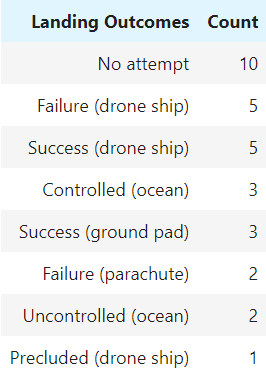 Landing Outcomes Count
No attempt 10
Failure (drone ship) 5
Success (drone ship) 5
Controlled (ocean) 3
Success (ground pad) 3
Failure (parachute) 2
Uncontrolled (ocean) 2
Precluded (drone ship) 1